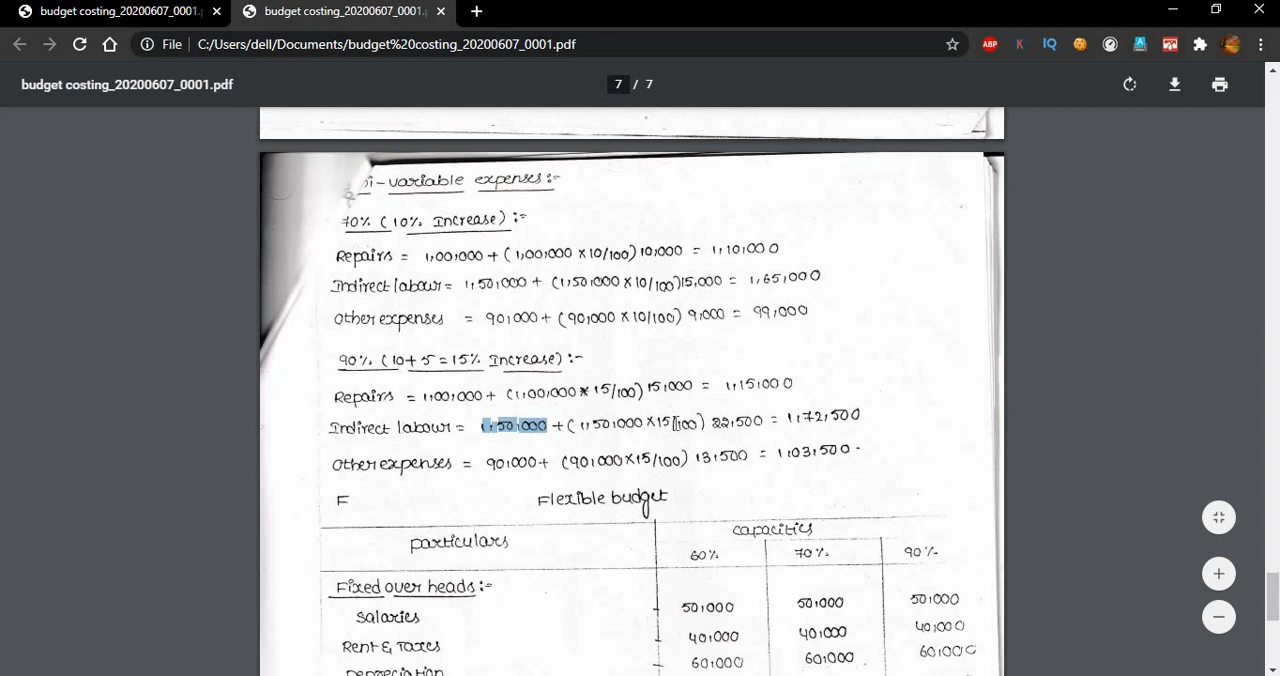 budget costing_20200607_0001.p
budget costing_20200607_0001.p
File C:/Users/dell/Documents/budget%20costing_20200607_0001.pdf
ABP K IQ
budget costing_20200607_0001.pdf
7 / 7
-variable expenses:-
70% (10% Increase):-
Repairs = 1,00,000 + (1,00,000 × 10/100) 10,000 = 1,10,000
Indirect labour = 1,50,000 + (1,50,000 × 10/100) 15,000 = 1,65,000
Other expenses = 90,000 + (90,000 × 10/100) 9,000 = 99,000
90% (10+5=15% Increase):-
Repairs = 1,00,000 + (1,00,000 × 15/100) 15,000 = 1,15,000
Indirect labour = 1,50,000 + (1,50,000 × 15/100) 22,500 = 1,72,500
Other expenses = 90,000 + (90,000 × 15/100) 13,500 = 1,03,500
F Flexible budget
particulars capacities
60% 70% 90%
Fixed over heads:-
Salaries 50,000 50,000 50,000
Rent & Taxes 40,000 40,000 40,000
Depreciation 60,000 60,000 60,000